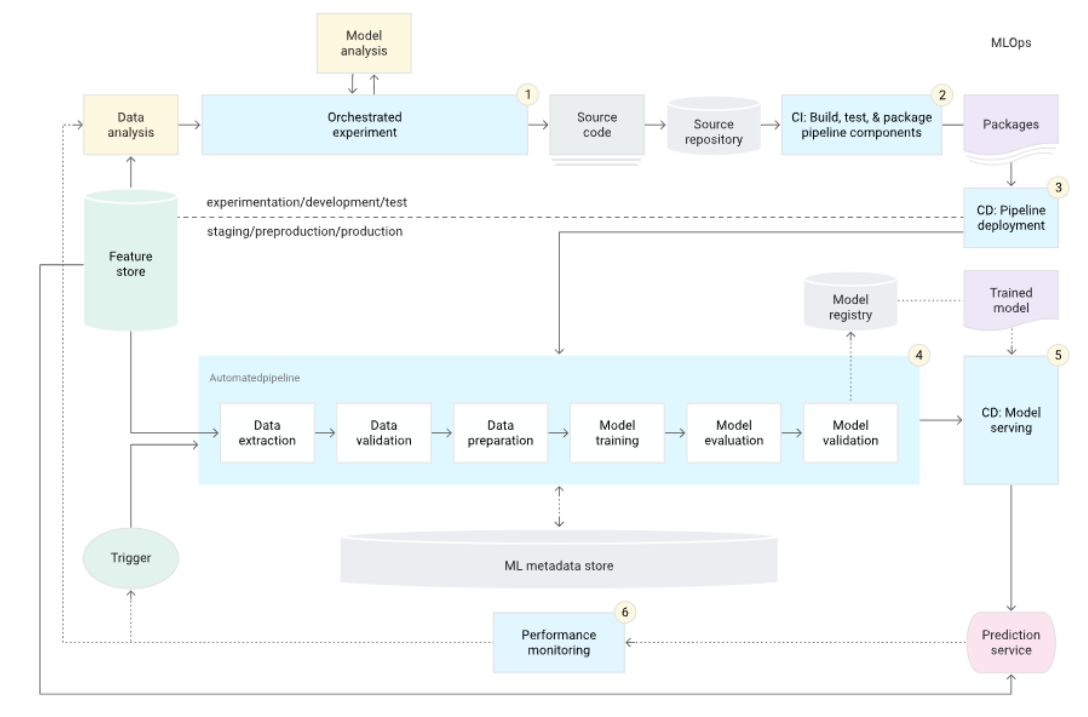 Model
analysis
MLOps
1
2
Data
analysis
Orchestrated
experiment
Source
code
Source
repository
CI: Build, test, & package
pipeline components
Packages
3
experimentation/development/test
staging/preproduction/production
CD: Pipeline
deployment
Feature
store
Model
registry
Trained
model
4
5
Automatedpipeline
Data
extraction
Data
validation
Data
preparation
Model
training
Model
evaluation
Model
validation
CD: Model
serving
Trigger
ML metadata store
6
Performance
monitoring
Prediction
service